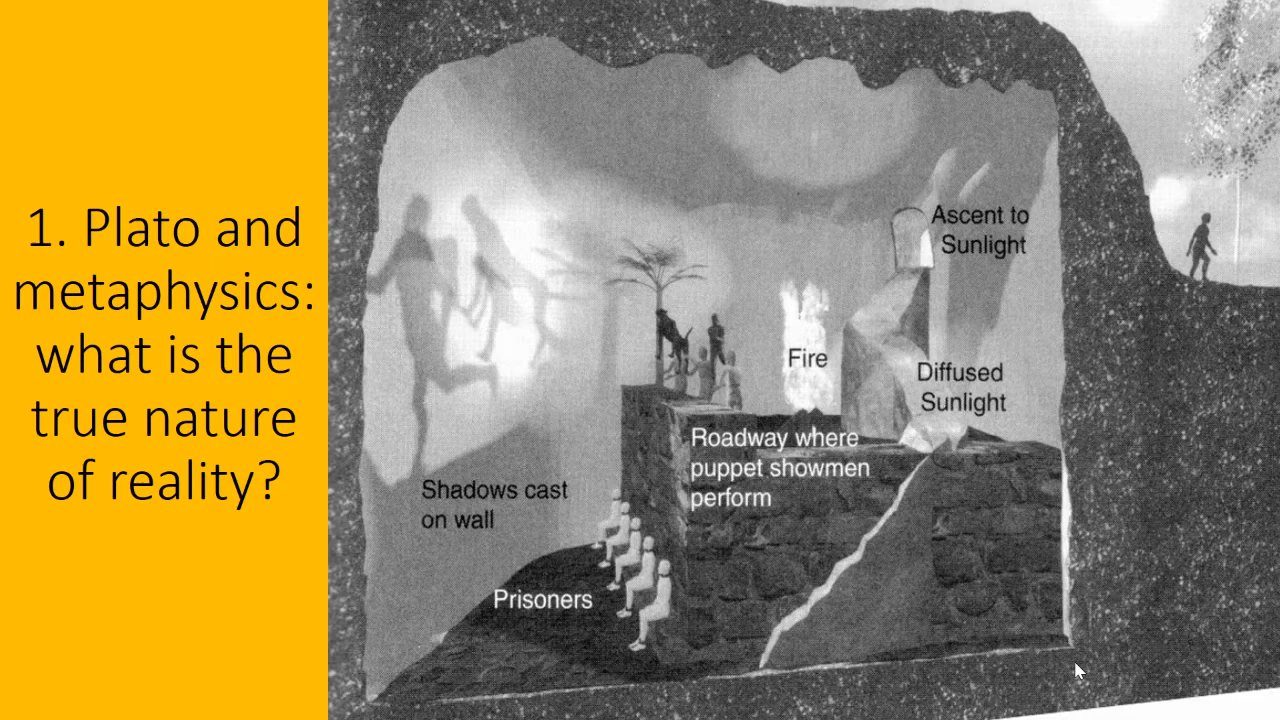 1. Plato and
metaphysics:
what is the
true nature
of reality?
Ascent to
Sunlight
Fire
Diffused
Sunlight
Roadway where
puppet showmen
perform
Shadows cast
on wall
Prisoners